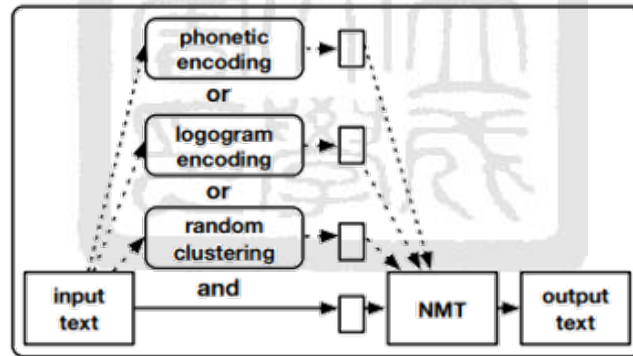 phonetic
encoding
or
logogram
encoding
or
random
clustering
and
input
text
NMT
output
text